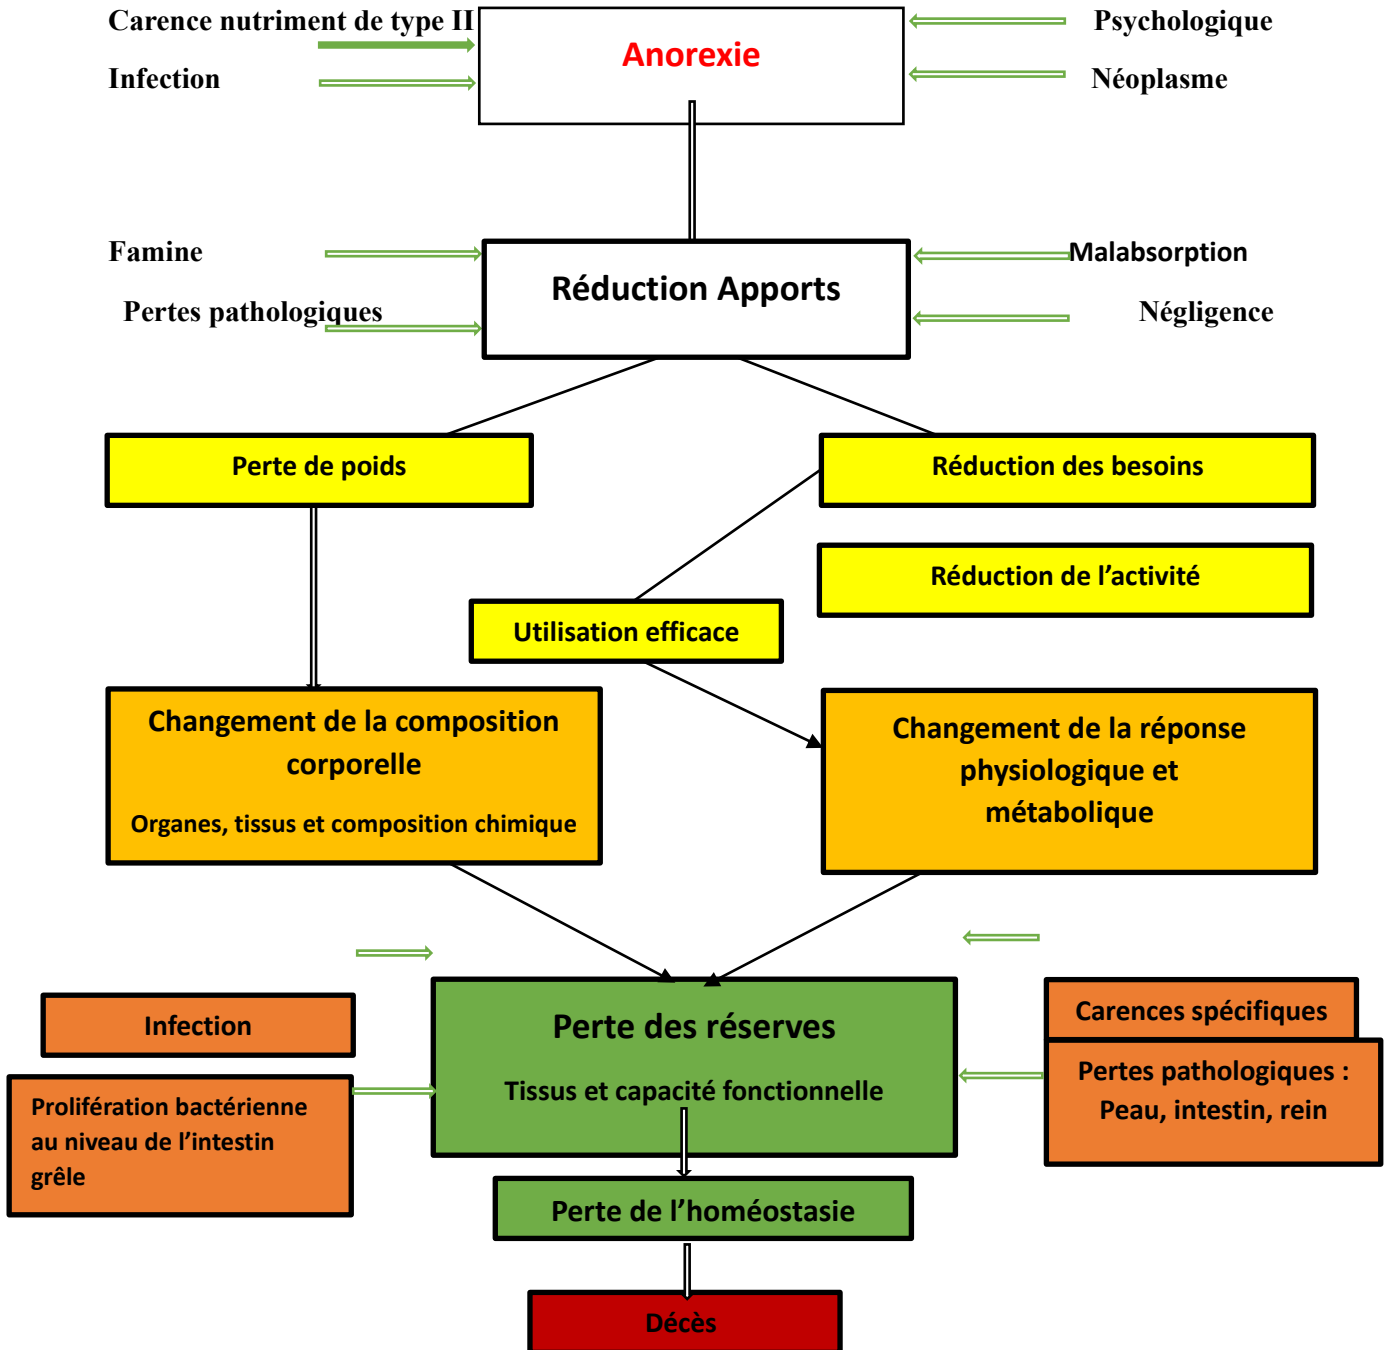 Carence nutriment de type II
Psychologique
Anorexie
Infection
Néoplasme
Famine
Malabsorption
Réduction Apports
Pertes pathologiques
Négligence
Perte de poids
Réduction des besoins
Réduction de l’activité
Utilisation efficace
Changement de la composition
corporelle
Organes, tissus et composition chimique
Changement de la réponse
physiologique et
métabolique
Infection
Perte des réserves
Tissus et capacité fonctionnelle
Carences spécifiques
Pertes pathologiques :
Peau, intestin, rein
Prolifération bactérienne
au niveau de l’intestin
grêle
Perte de l’homéostasie
Décès